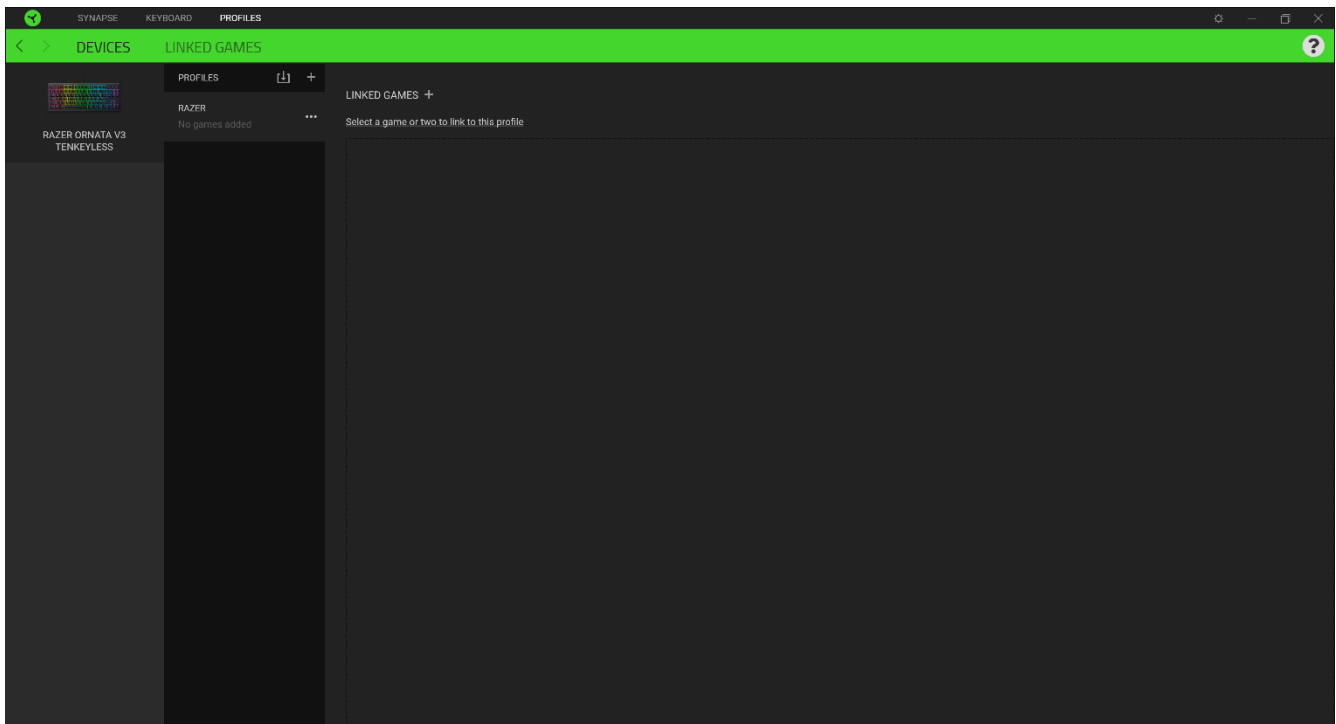 SYNAPSE KEYBOARD PROFILES
DEVICES LINKED GAMES
?
RAZER ORNATA V3
TENKEYLESS
PROFILES
RAZER
No games added
LINKED GAMES +
Select a game or two to link to this profile